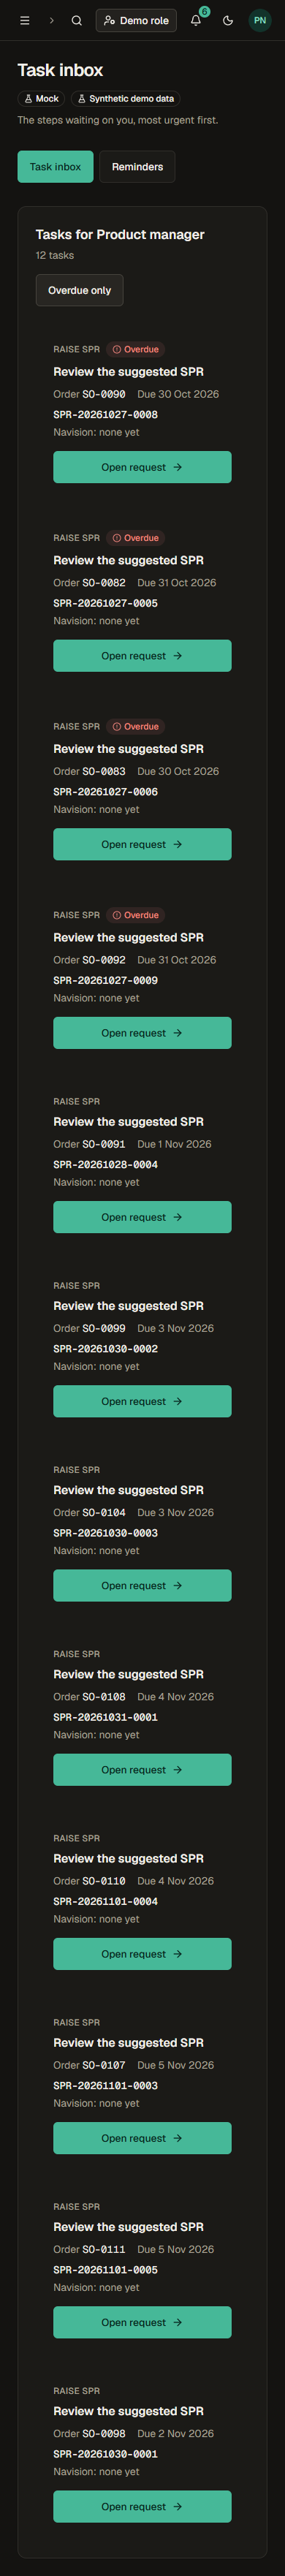 Demo role
6
PN
Task inbox
Mock
Synthetic demo data
The steps waiting on you, most urgent first.
Task inbox
Reminders
Tasks for Product manager
12 tasks
Overdue only
RAISE SPR Overdue
Review the suggested SPR
Order SO-0090 Due 30 Oct 2026
SPR-20261027-0008
Navision: none yet
Open request
RAISE SPR Overdue
Review the suggested SPR
Order SO-0082 Due 31 Oct 2026
SPR-20261027-0005
Navision: none yet
Open request
RAISE SPR Overdue
Review the suggested SPR
Order SO-0083 Due 30 Oct 2026
SPR-20261027-0006
Navision: none yet
Open request
RAISE SPR Overdue
Review the suggested SPR
Order SO-0092 Due 31 Oct 2026
SPR-20261027-0009
Navision: none yet
Open request
RAISE SPR
Review the suggested SPR
Order SO-0091 Due 1 Nov 2026
SPR-20261028-0004
Navision: none yet
Open request
RAISE SPR
Review the suggested SPR
Order SO-0099 Due 3 Nov 2026
SPR-20261030-0002
Navision: none yet
Open request
RAISE SPR
Review the suggested SPR
Order SO-0104 Due 3 Nov 2026
SPR-20261030-0003
Navision: none yet
Open request
RAISE SPR
Review the suggested SPR
Order SO-0108 Due 4 Nov 2026
SPR-20261031-0001
Navision: none yet
Open request
RAISE SPR
Review the suggested SPR
Order SO-0110 Due 4 Nov 2026
SPR-20261101-0004
Navision: none yet
Open request
RAISE SPR
Review the suggested SPR
Order SO-0107 Due 5 Nov 2026
SPR-20261101-0003
Navision: none yet
Open request
RAISE SPR
Review the suggested SPR
Order SO-0111 Due 5 Nov 2026
SPR-20261101-0005
Navision: none yet
Open request
RAISE SPR
Review the suggested SPR
Order SO-0098 Due 2 Nov 2026
SPR-20261030-0001
Navision: none yet
Open request